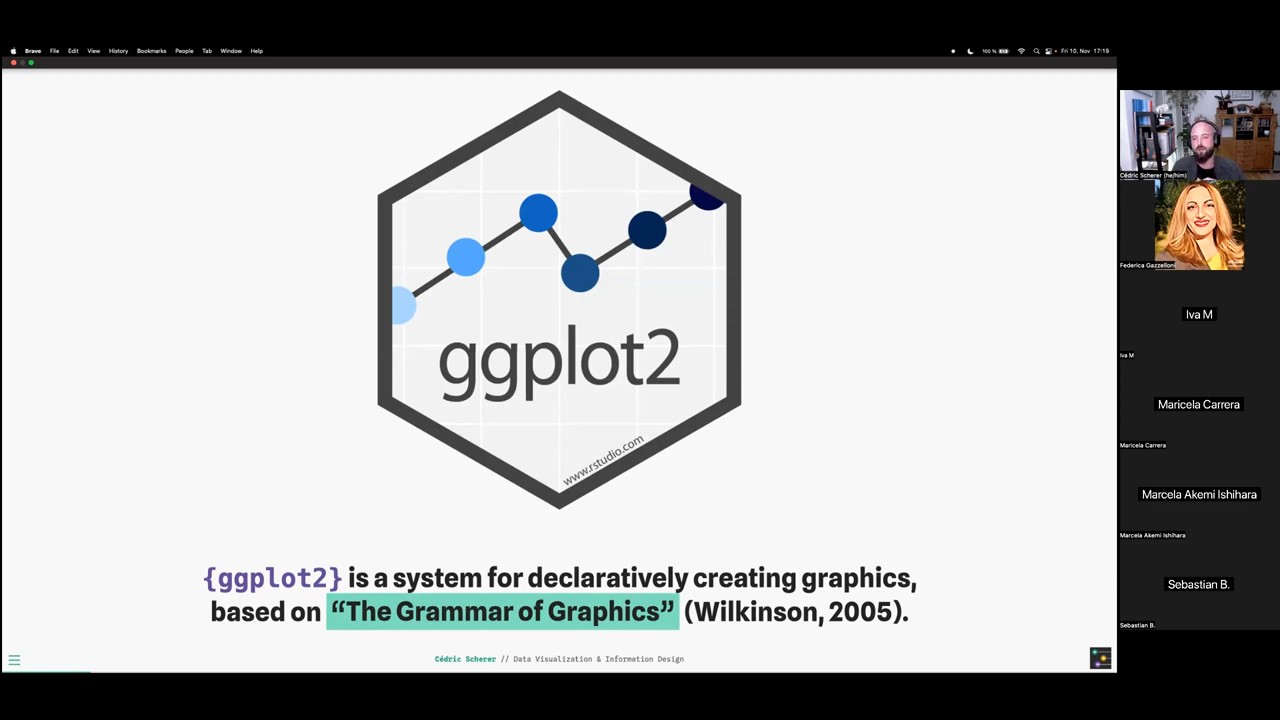 Brave File Edit View History Bookmarks People Tab Window Help
100 % Fri 10. Nov 17:19
ggplot2
www.rstudio.com
{ggplot2} is a system for declaratively creating graphics,
based on “The Grammar of Graphics” (Wilkinson, 2005).
Cédric Scherer // Data Visualization & Information Design
Cédric Scherer (he/him)
Federica Gazzelloni
Iva M
Iva M
Maricela Carrera
Maricela Carrera
Marcela Akemi Ishihara
Marcela Akemi Ishihara
Sebastian B.
Sebastian B.